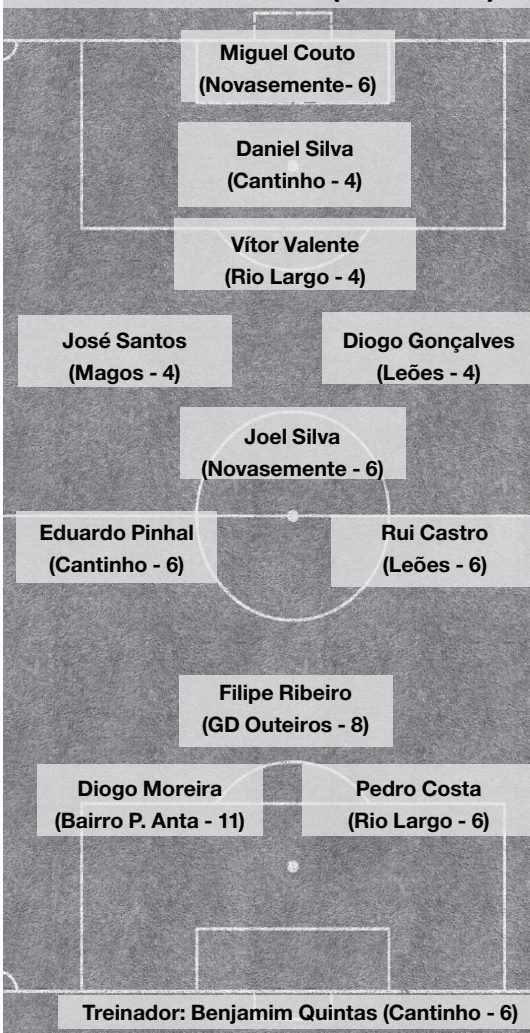 Miguel Couto
(Novasemente- 6)
Daniel Silva
(Cantinho - 4)
Vítor Valente
(Rio Largo - 4)
José Santos
(Magos - 4)
Diogo Gonçalves
(Leões - 4)
Joel Silva
(Novasemente - 6)
Eduardo Pinhal
(Cantinho - 6)
Rui Castro
(Leões - 6)
Filipe Ribeiro
(GD Outeiros - 8)
Diogo Moreira
(Bairro P. Anta - 11)
Pedro Costa
(Rio Largo - 6)
Treinador: Benjamim Quintas (Cantinho - 6)